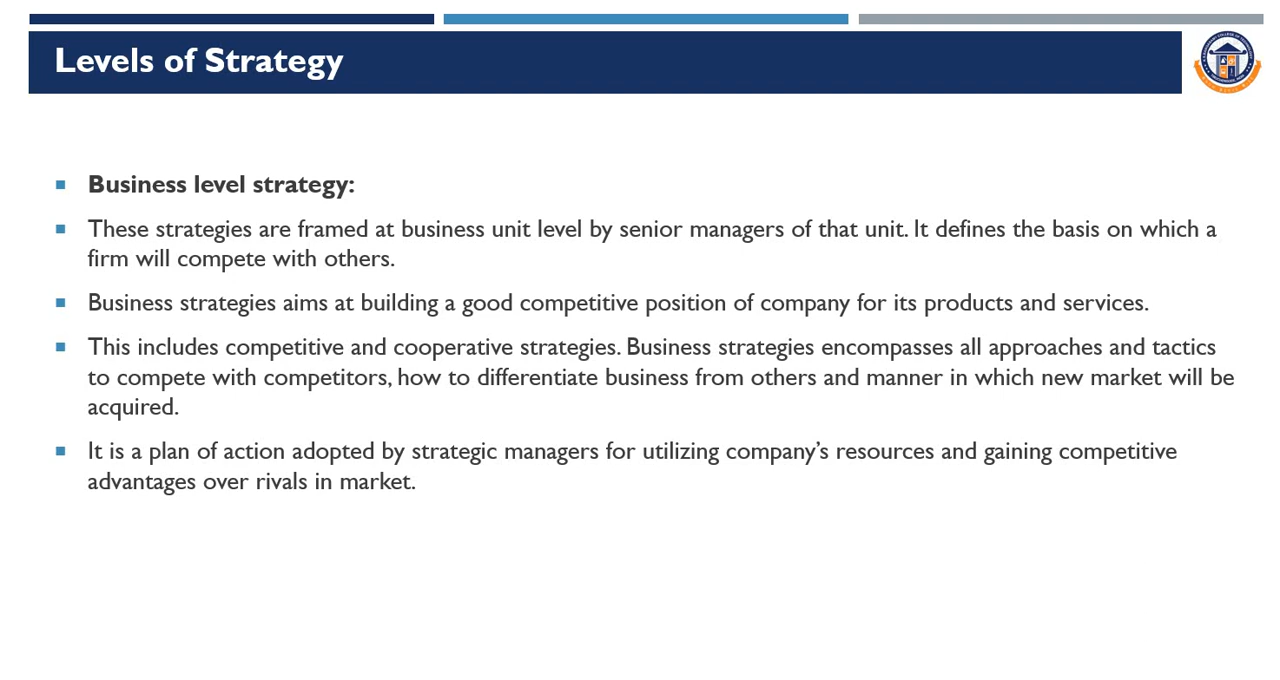 Levels of Strategy
Business level strategy:
These strategies are framed at business unit level by senior managers of that unit. It defines the basis on which a
firm will compete with others.
Business strategies aims at building a good competitive position of company for its products and services.
This includes competitive and cooperative strategies. Business strategies encompasses all approaches and tactics
to compete with competitors, how to differentiate business from others and manner in which new market will be
acquired.
It is a plan of action adopted by strategic managers for utilizing company’s resources and gaining competitive
advantages over rivals in market.